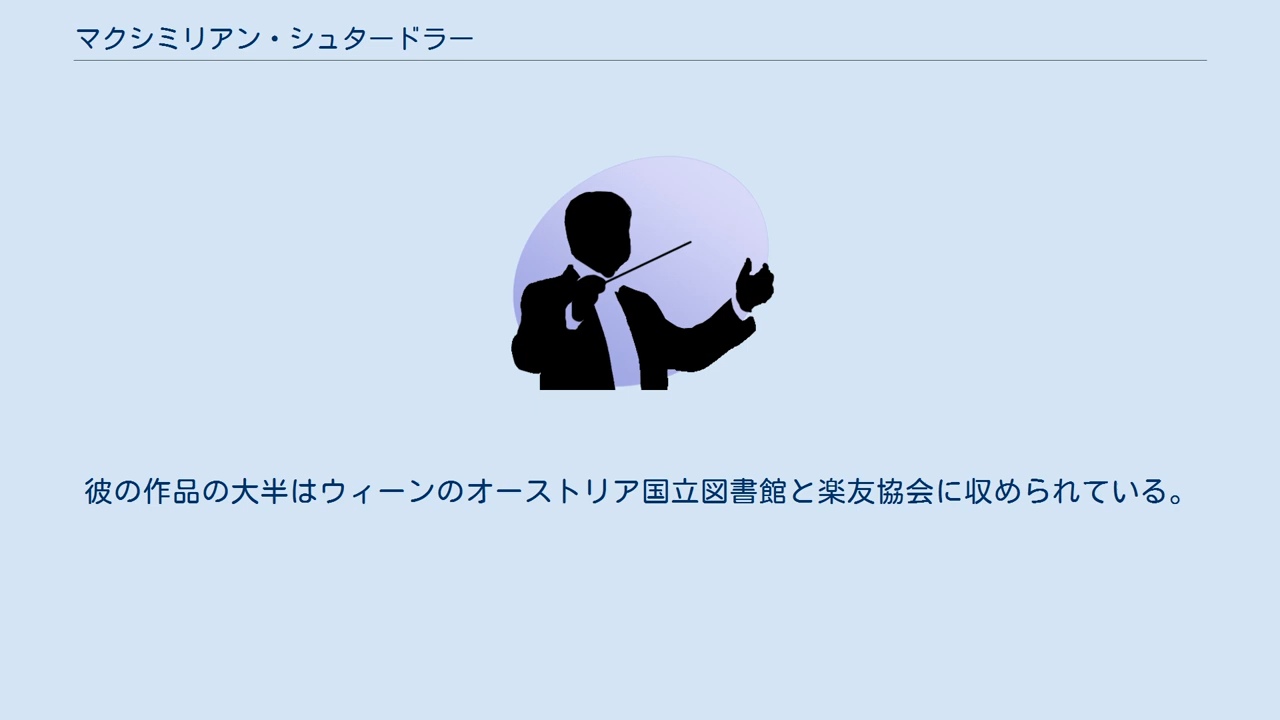 マクシミリアン・シュタードラー
彼の作品の大半はウィーンのオーストリア国立図書館と楽友協会に収められている。